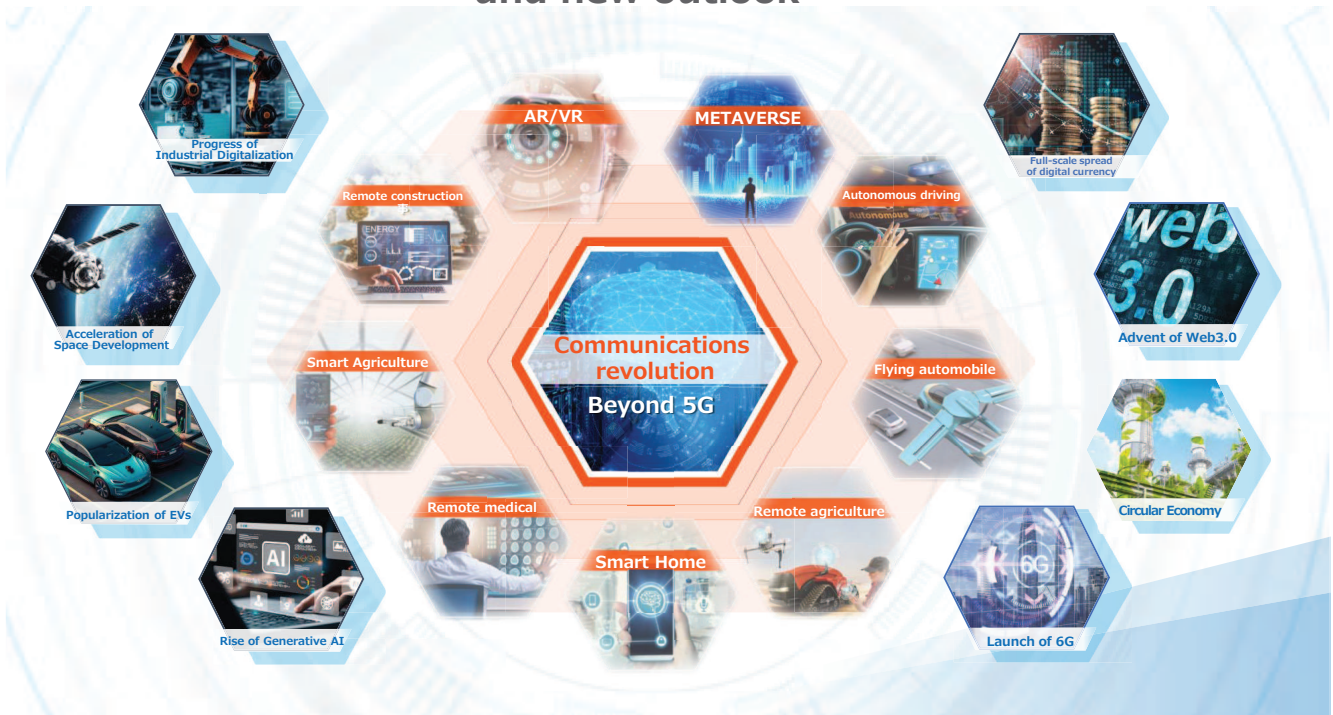 and new outlook
Progress of
Industrial Digitalization
AR/VR
METAVERSE
Full-scale spread
of digital currency
Remote construction
ENERGY
Autonomous driving
Autonomous
web
3.0
Acceleration of
Space Development
Advent of Web3.0
Smart Agriculture
Communications
revolution
Beyond 5G
Flying automobile
Popularization of EVs
Circular Economy
Remote medical
Remote agriculture
AI
Smart Home
6G
Rise of Generative AI
Launch of 6G